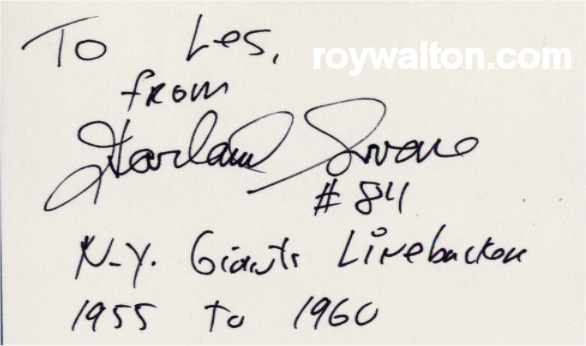 To Les,
roywalton.com
from
Harland Svare
#84
N.Y. Giants Linebacker
1955 to 1960